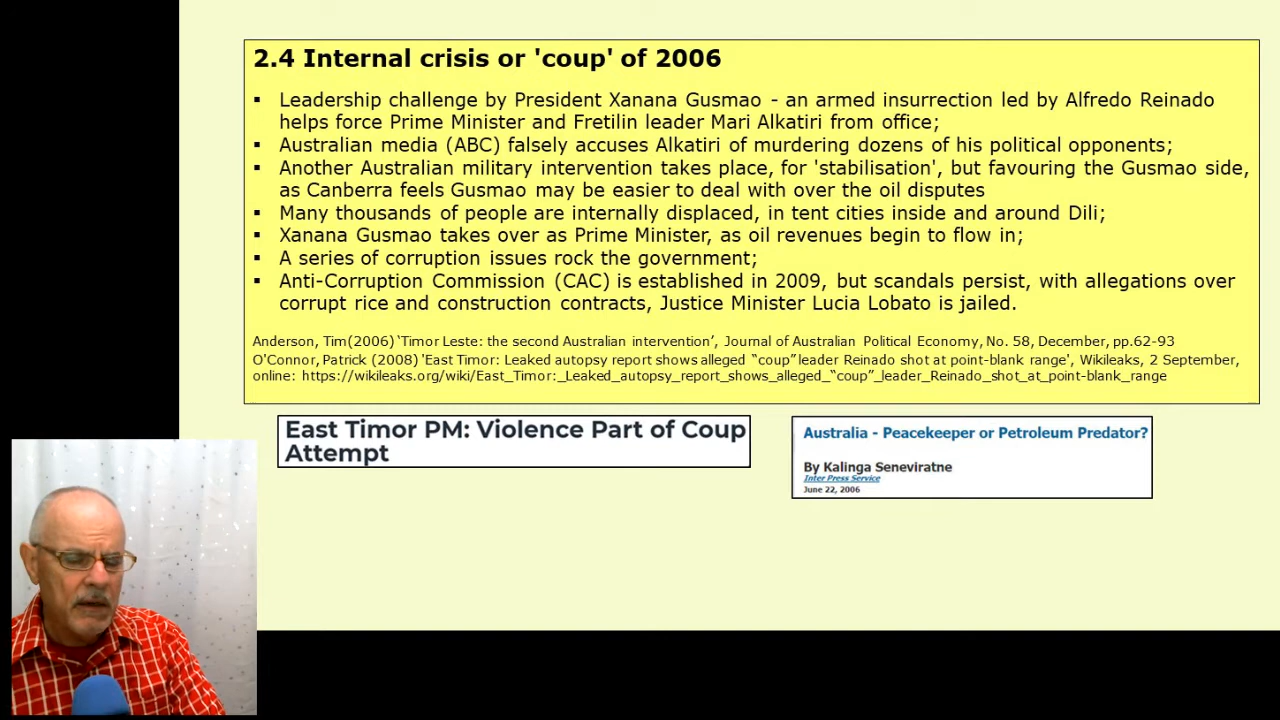 2.4 Internal crisis or 'coup' of 2006
▪ Leadership challenge by President Xanana Gusmao - an armed insurrection led by Alfredo Reinado
helps force Prime Minister and Fretilin leader Mari Alkatiri from office;
▪ Australian media (ABC) falsely accuses Alkatiri of murdering dozens of his political opponents;
▪ Another Australian military intervention takes place, for 'stabilisation', but favouring the Gusmao side,
as Canberra feels Gusmao may be easier to deal with over the oil disputes
▪ Many thousands of people are internally displaced, in tent cities inside and around Dili;
▪ Xanana Gusmao takes over as Prime Minister, as oil revenues begin to flow in;
▪ A series of corruption issues rock the government;
▪ Anti-Corruption Commission (CAC) is established in 2009, but scandals persist, with allegations over
corrupt rice and construction contracts, Justice Minister Lucia Lobato is jailed.
Anderson, Tim(2006) ‘Timor Leste: the second Australian intervention’, Journal of Australian Political Economy, No. 58, December, pp.62-93
O'Connor, Patrick (2008) 'East Timor: Leaked autopsy report shows alleged “coup” leader Reinado shot at point-blank range', Wikileaks, 2 September,
online: https://wikileaks.org/wiki/East_Timor:_Leaked_autopsy_report_shows_alleged_“coup”_leader_Reinado_shot_at_point-blank_range
East Timor PM: Violence Part of Coup
Attempt
Australia - Peacekeeper or Petroleum Predator?
By Kalinga Seneviratne
Inter Press Service
June 22, 2006